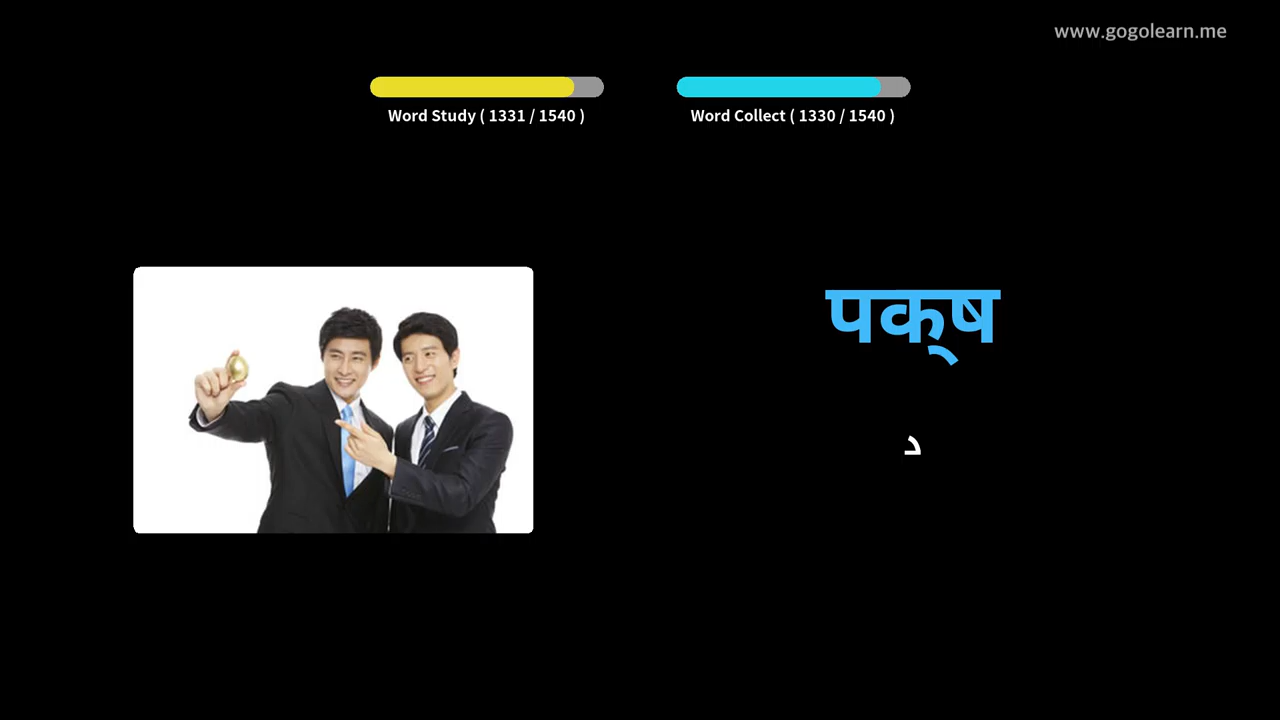 www.gogolearn.me
Word Study ( 1331 / 1540 )
Word Collect ( 1330 / 1540 )
पक्‌ष
د